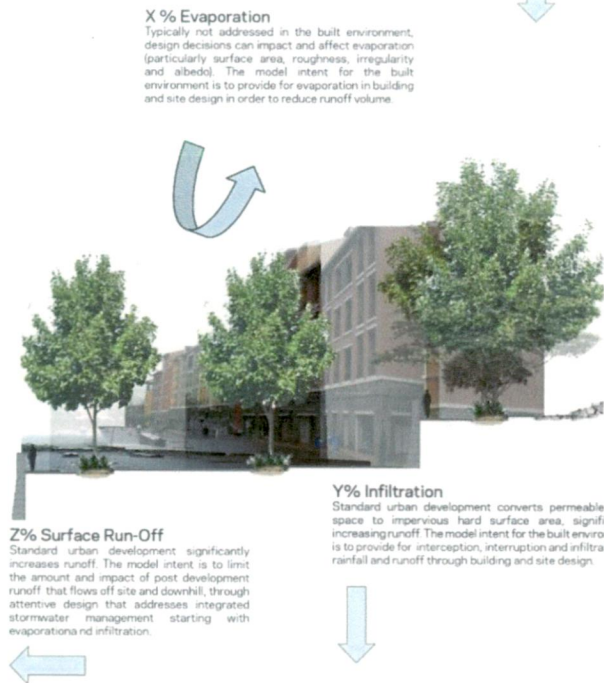 X % Evaporation
Typically not addressed in the built environment,
design decisions can impact and affect evaporation
(particularly surface area, roughness, irregularity
and albedo). The model intent for the built
environment is to provide for evaporation in building
and site design in order to reduce runoff volume.
Y% Infiltration
Standard urban development converts permeable
space to impervious hard surface area, signifi
increasing runoff. The model intent for the built enviro
is to provide for interception, interruption and infiltra
rainfall and runoff through building and site design.
Z% Surface Run-Off
Standard urban development significantly
increases runoff. The model intent is to limit
the amount and impact of post development
runoff that flows off site and downhill, through
attentive design that addresses integrated
stormwater management starting with
evaporationa nd infiltration.